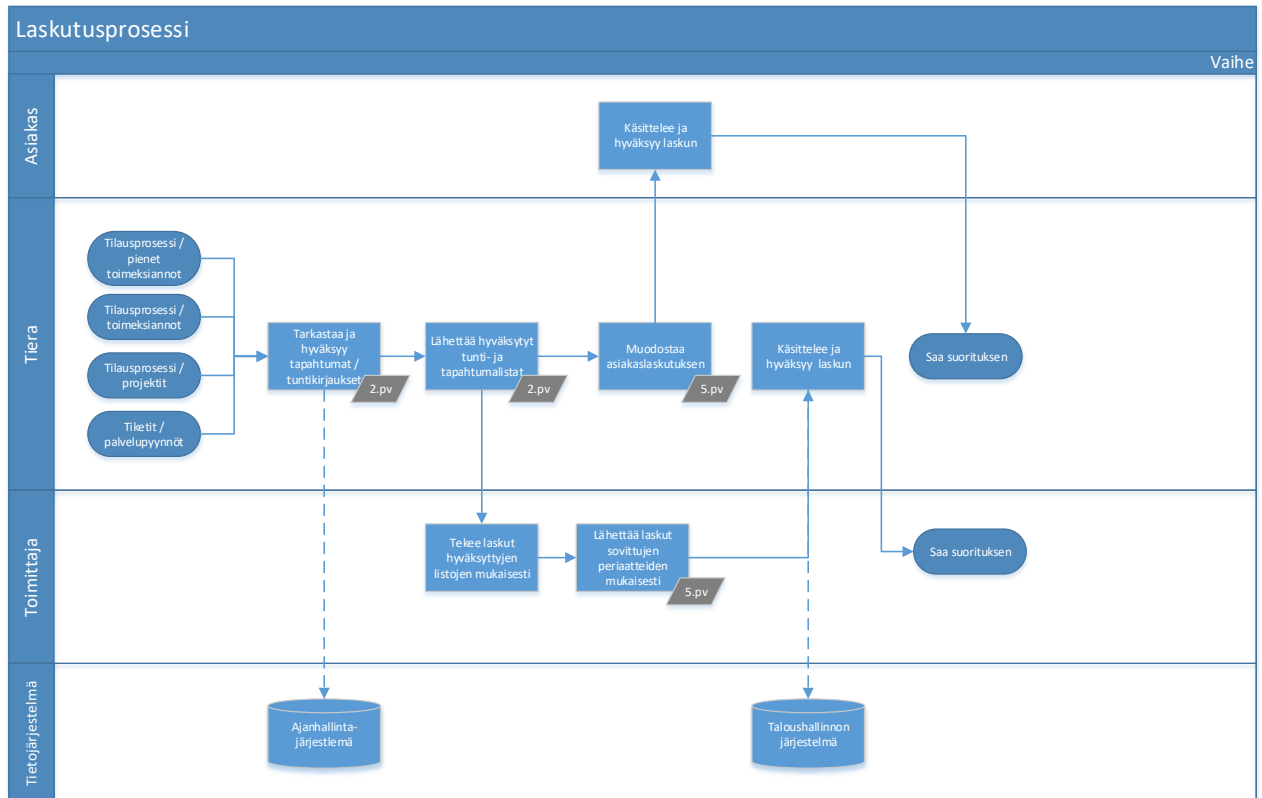 Laskutusprosessi
Vaihe
Asiakas
Käsittelee ja
hyväksyy laskun
Tiera
Tilausprosessi /
pienet
toimeksiannot
Tilausprosessi /
toimeksiannot
Tilausprosessi /
projektit
Tiketit /
palvelupyynnöt
Tarkastaa ja
hyväksyy
tapahtumat /
tuntikirjaukset
2.pv
Lähettää hyväksytyt
tunti- ja
tapahtumalistat
2.pv
Muodostaa
asiakaslaskutuksen
5.pv
Käsittelee ja
hyväksyy laskun
Saa suorituksen
Toimittaja
Tekee laskut
hyväksyttyjen
listojen mukaisesti
Lähettää laskut
sovittujen
periaatteiden
mukaisesti
5.pv
Saa suorituksen
Tietojärjestelmä
Ajanhallinta-
järjestlemä
Taloushallinnon
järjestelmä